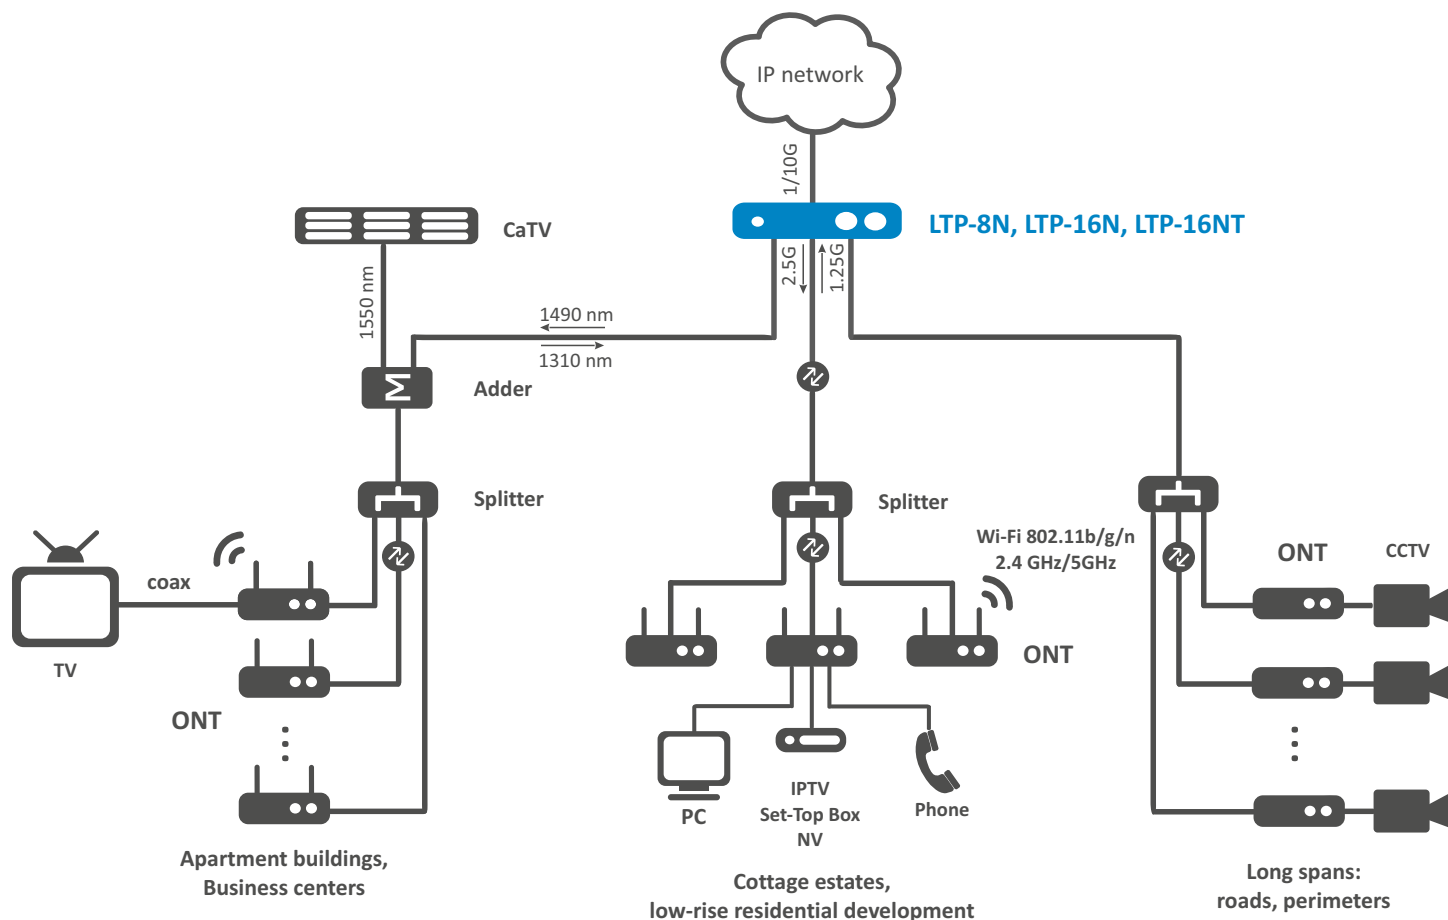 IP network
1/10G
LTP-8N, LTP-16N, LTP-16NT
CaTV
2.5G
1.25G
1550 nm
1490 nm
1310 nm
Adder
Splitter
Splitter
Wi-Fi 802.11b/g/n
2.4 GHz/5GHz
ONT
CCTV
coax
TV
ONT
ONT
PC
IPTV
Set-Top Box
NV
Phone
Apartment buildings,
Business centers
Cottage estates,
low-rise residential development
Long spans:
roads, perimeters